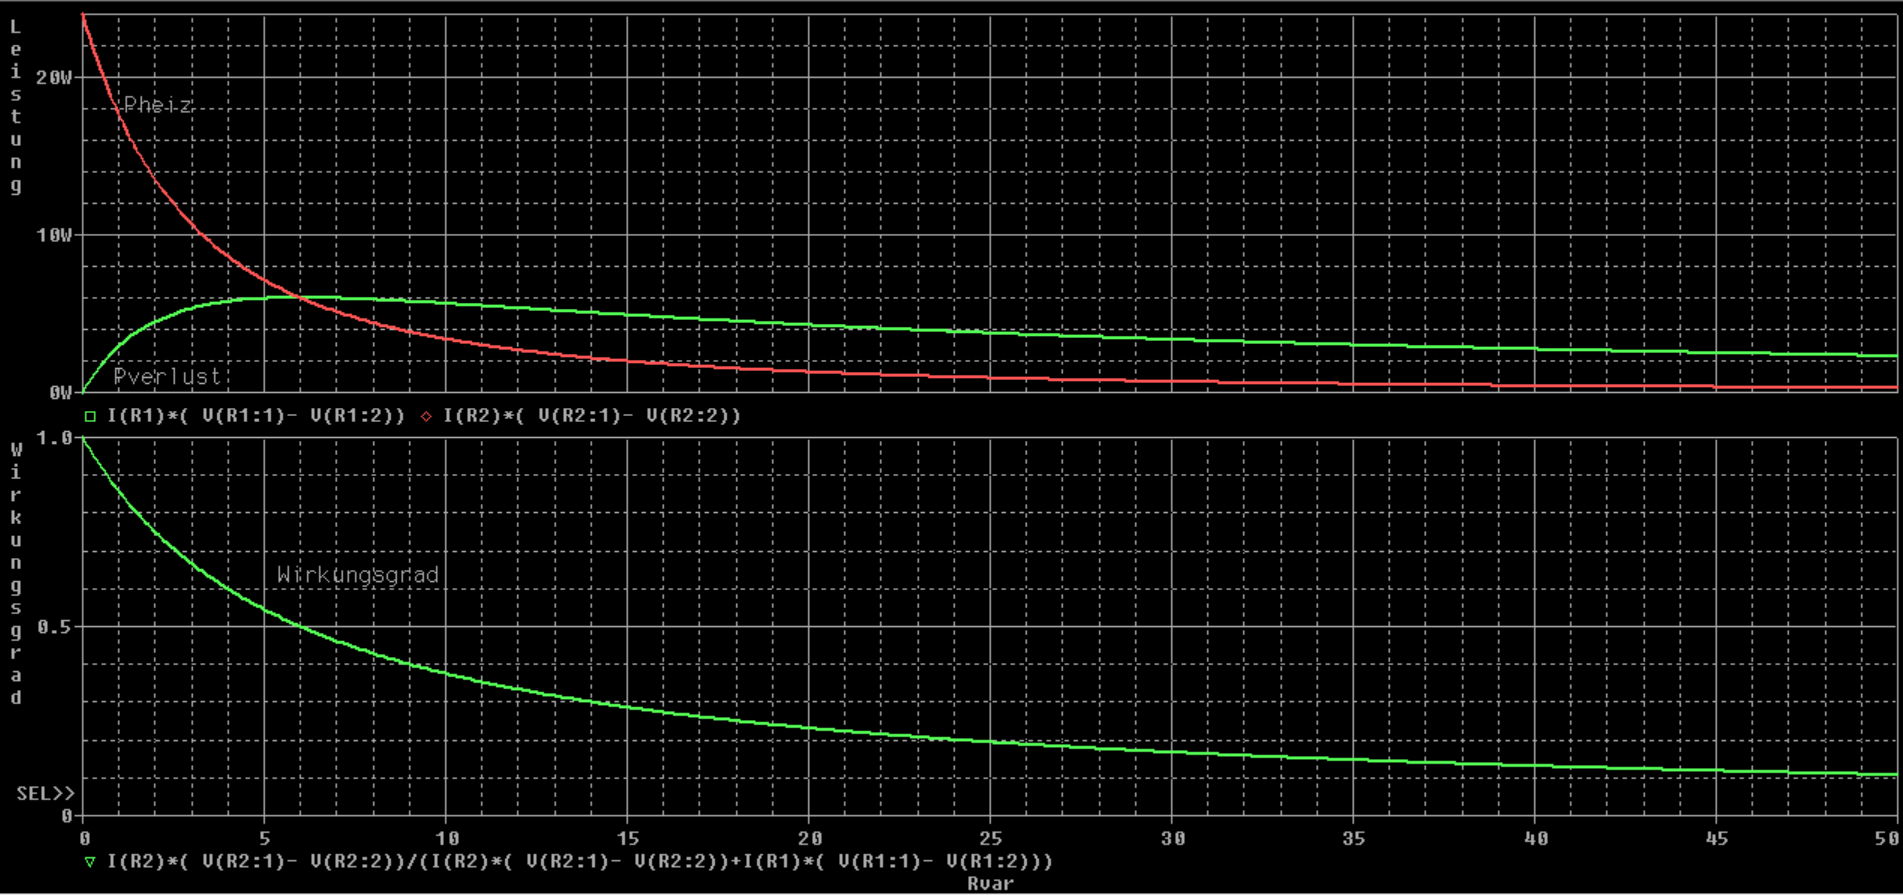 Leistung
20W
Pheiz
10W
Pverlust
0W
I(R1)*( V(R1:1)- V(R1:2)) I(R2)*( V(R2:1)- V(R2:2))
1.0
Wirkungsgrad
Wirkungsgrad
0.5
SEL>>
0
0 5 10 15 20 25 30 35 40 45 50
I(R2)*( V(R2:1)- V(R2:2))/(I(R2)*( V(R2:1)- V(R2:2))+I(R1)*( V(R1:1)- V(R1:2)))
Rvar